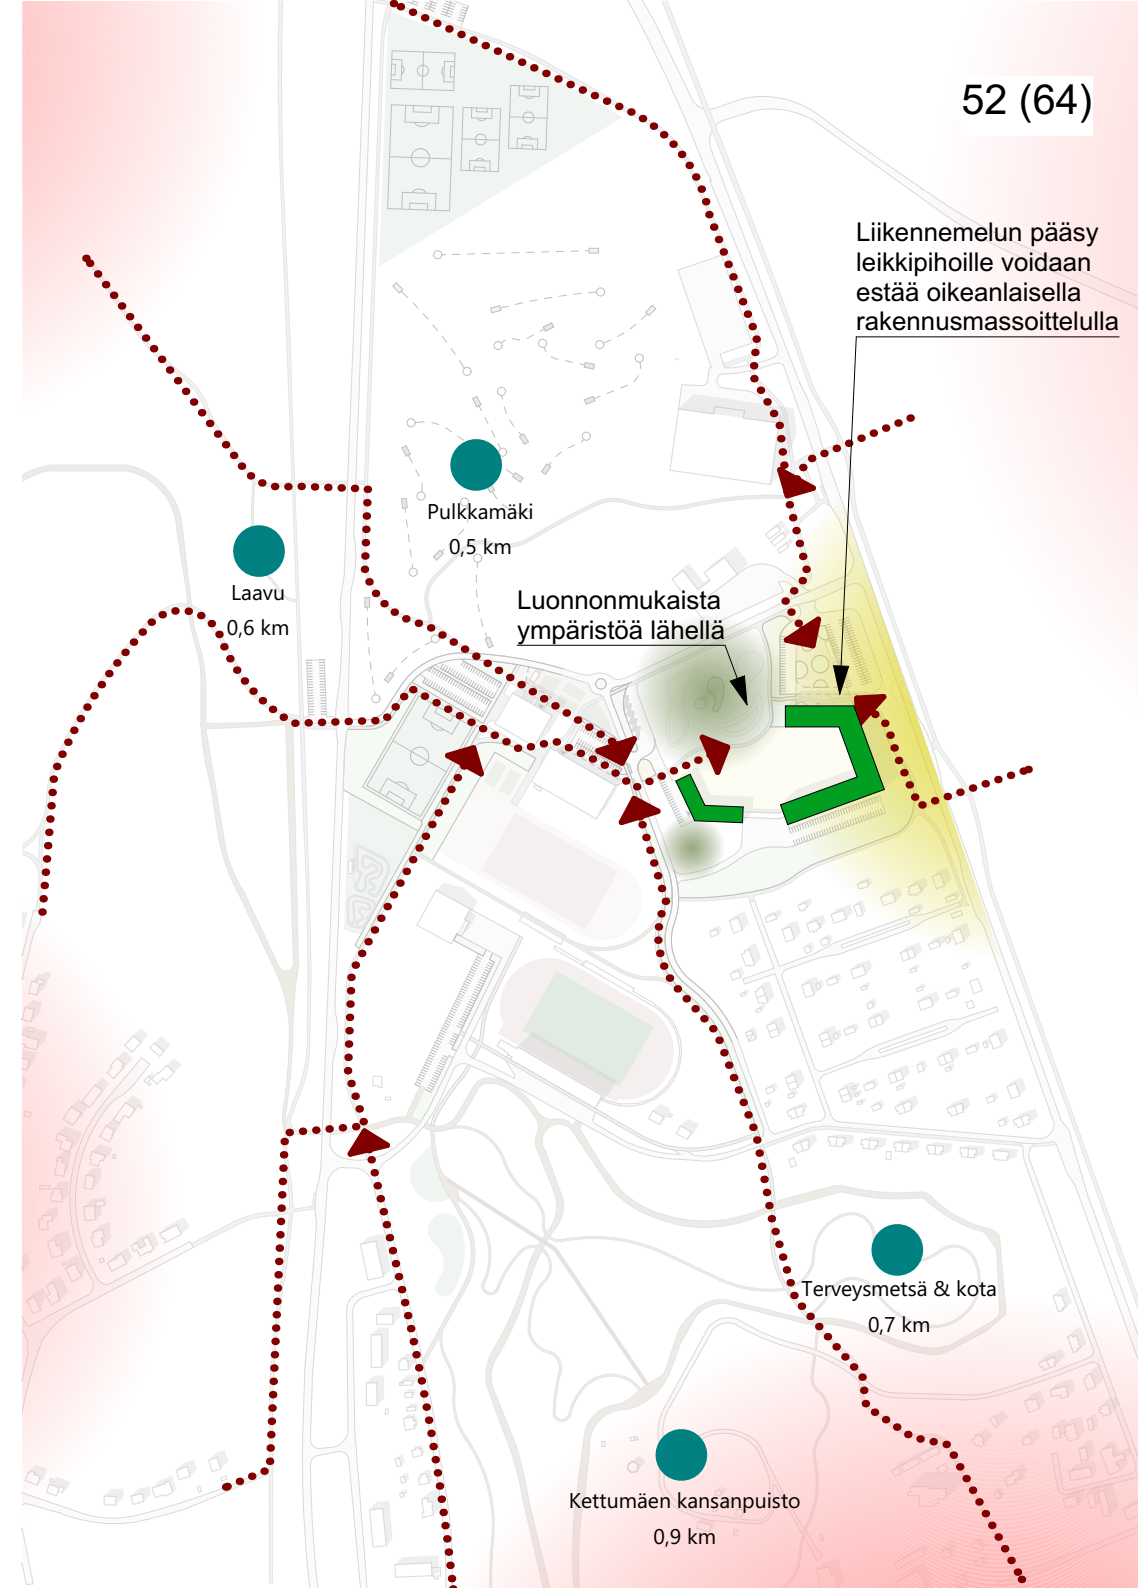 52 (64)
Liikennemelun pääsy
leikkipihoille voidaan
estää oikeanlaisella
rakennusmassoittelulla
Pulkkamäki
0,5 km
Laavu
0,6 km
Luonnonmukaista
ympäristöä lähellä
Terveysmetsä & kota
0,7 km
Kettumäen kansanpuisto
0,9 km